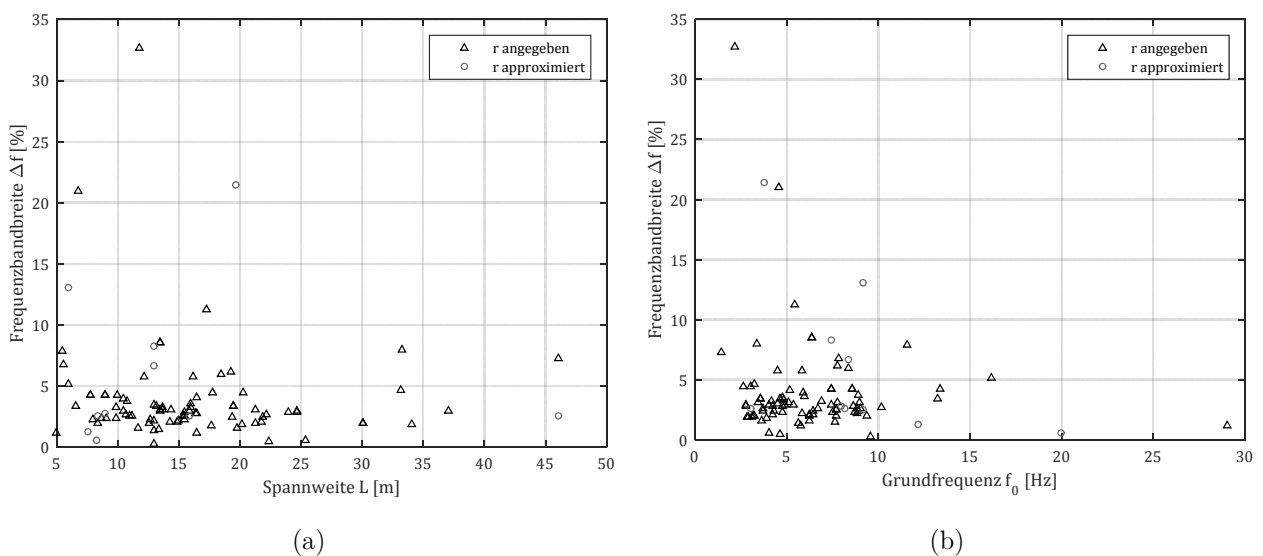 35
30
25
20
15
10
5
0
Frequenzbandbreite Δf [%]
r angegeben
r approximiert
5 10 15 20 25 30 35 40 45 50
Spannweite L [m]
(a)
35
30
25
20
15
10
5
0
Frequenzbandbreite Δf [%]
r angegeben
r approximiert
0 5 10 15 20 25 30
Grundfrequenz f₀ [Hz]
(b)